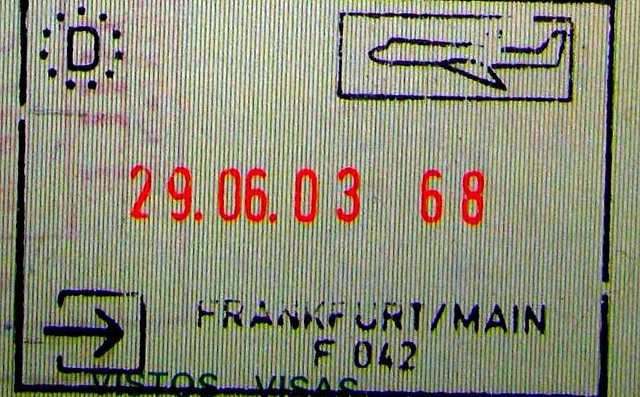 D
29.06.03 68
FRANKFURT/MAIN
F 042
VISTOS VISAS